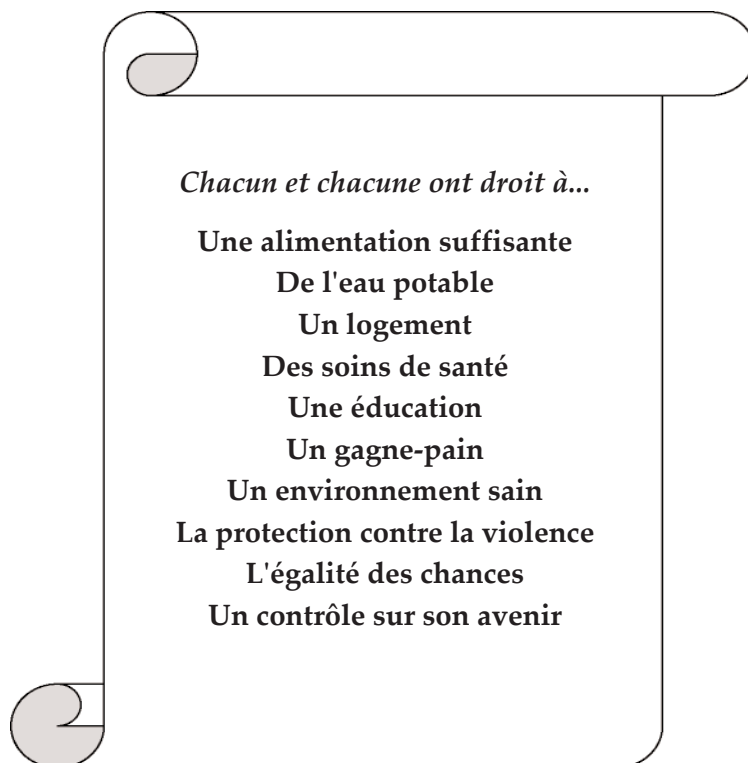 Chacun et chacune ont droit à...
Une alimentation suffisante
De l'eau potable
Un logement
Des soins de santé
Une éducation
Un gagne-pain
Un environnement sain
La protection contre la violence
L'égalité des chances
Un contrôle sur son avenir